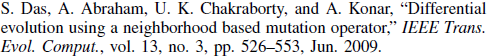 S. Das, A. Abraham, U. K. Chakraborty, and A. Konar, “Differential
evolution using a neighborhood based mutation operator,” IEEE Trans.
Evol. Comput., vol. 13, no. 3, pp. 526–553, Jun. 2009.